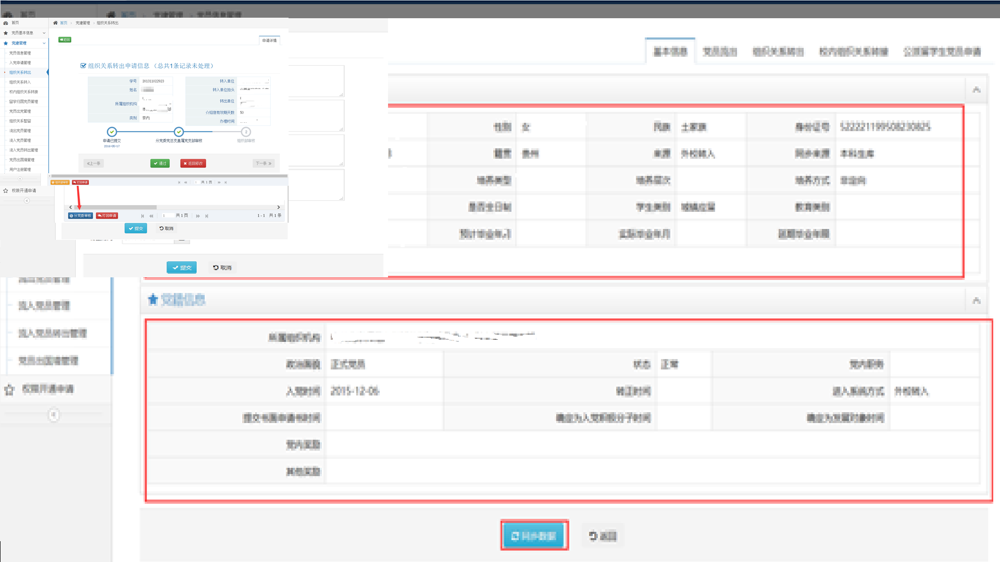 首页
首页 › 党建管理 › 党员信息管理
首页
党员基本信息
党建管理
党员信息管理
入党申请管理
组织关系转出
组织关系转入
校内组织关系转接
留学归国党员管理
党员出党管理
组织关系暂留
流出党员管理
流入党员管理
流入党员转出管理
党员出国境管理
用户注册管理
权限开通申请
首页 › 党建管理 › 组织关系转出
返回
申请详情
组织关系转出申请信息 （总共1条记录未处理）
学号 201311022923
姓名
所属组织机构
类别 京内
转入单位
转入单位抬头
转出单位
介绍信有效期天数 50
办理时间
申请已提交
2016-05-17
分党委党总支直属党支部审核
2
组织部审核
上一条
通过
返回修改
下一条
打回申请
1 共 1 页
分党委审核
打回申请
1 共 1 页
1 - 1 共 1 条
提交
取消
提交
取消
基本信息
党员流出
组织关系转出
校内组织关系转接
公派留学生党员申请
性别 女
民族 土家族
身份证号 522221199508230825
籍贯 贵州
来源 外校转入
同步来源 本科生库
培养类型
培养层次
培养方式 非定向
是否全日制
学生类别 城镇应届
教育类别
预计毕业年月
实际毕业年月
延期毕业年限
党籍信息
所属组织机构
政治面貌 正式党员
状态 正常
党内职务
入党时间 2015-12-06
转正时间
进入系统方式 外校转入
提交书面申请书时间
确定为入党积极分子时间
确定为发展对象时间
党内奖励
其他奖励
流入党员管理
流入党员转出管理
党员出国境管理
权限开通申请
同步数据
返回